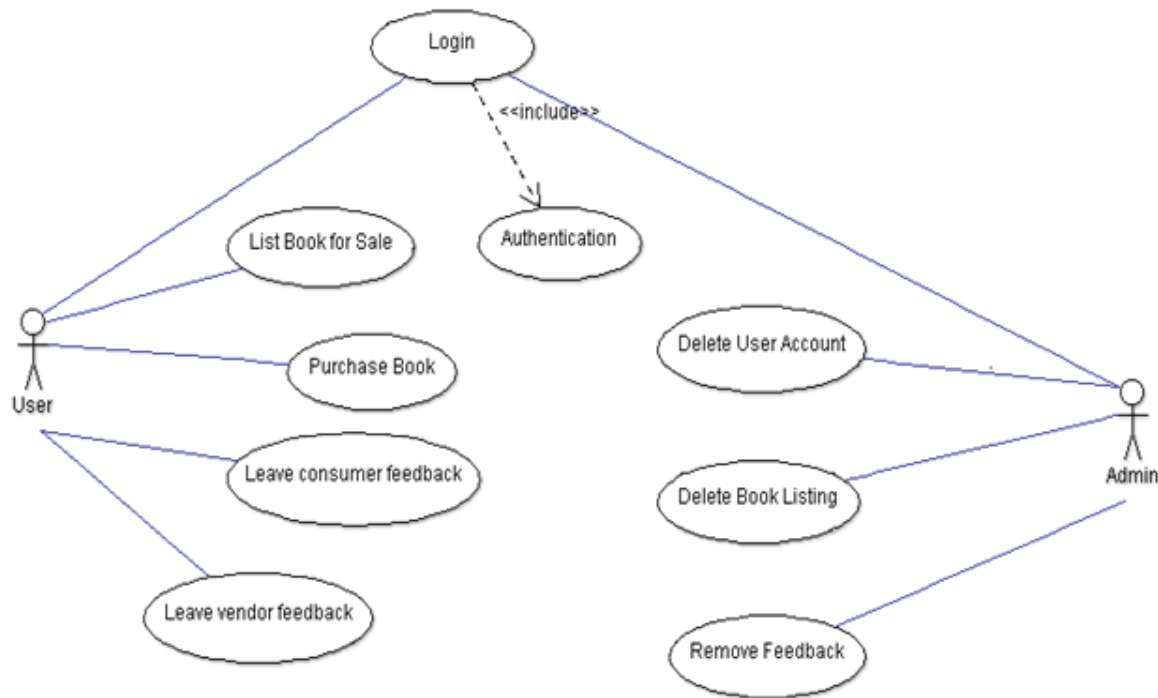 Login
<<include>>
List Book for Sale
Authentication
Purchase Book
Delete User Account
User
Leave consumer feedback
Delete Book Listing
Admin
Leave vendor feedback
Remove Feedback